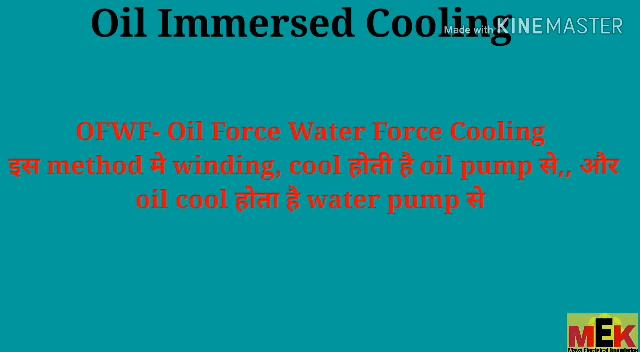 Oil Immersed Cooling
Made with KINEMASTER
OFWF- Oil Force Water Force Cooling
इस method मे winding, cool होती है oil pump से,, और
oil cool होता है water pump से
MEK